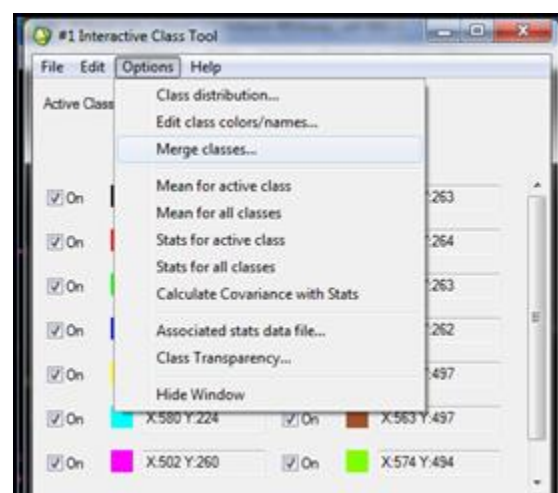 #1 Interactive Class Tool
File Edit Options Help
Active Class
Class distribution...
Edit class colors/names...
Merge classes...
Mean for active class
Mean for all classes
Stats for active class
Stats for all classes
Calculate Covariance with Stats
Associated stats data file...
Class Transparency...
Hide Window
On :263
On :264
On :263
On :262
On :497
On X:580 Y:224 On X:563 Y:497
On X:502 Y:260 On X:574 Y:494